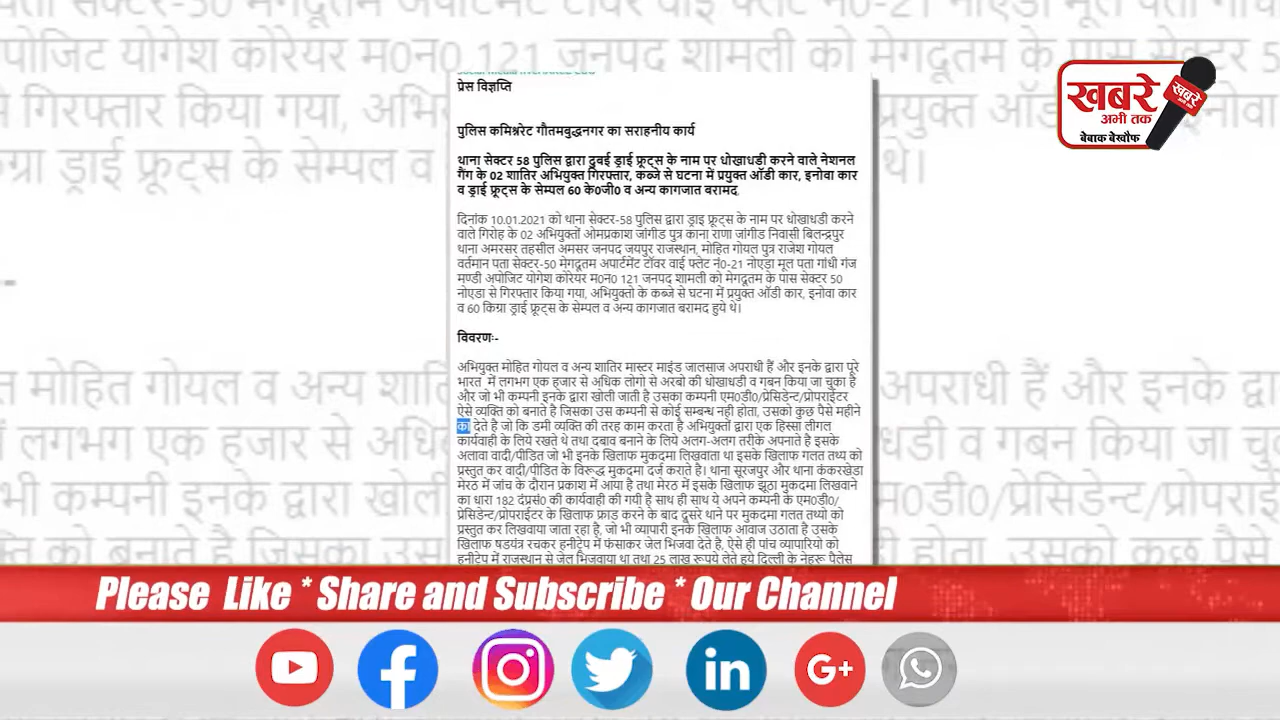 प्रेस विज्ञप्ति
पुलिस कमिश्नरेट गौतमबुद्धनगर का सराहनीय कार्य
थाना सेक्टर 58 पुलिस द्वारा दुबई ड्राई फ्रूट्स के नाम पर धोखाधडी करने वाले नेशनल
गैंग के 02 शातिर अभियुक्त गिरफ्तार, कब्जे से घटना में प्रयुक्त ऑडी कार, इनोवा कार
व ड्राई फ्रूट्स के सेम्पल 60 के0जी0 व अन्य कागजात बरामद,
दिनांक 10.01.2021 को थाना सेक्टर-58 पुलिस द्वारा ड्राइ फ्रूट्स के नाम पर धोखाधडी करने
वाले गिरोह के 02 अभियुक्तों ओमप्रकाश जांगीड पुत्र काना राणा जांगीड निवासी बिलन्द्रपुर
थाना अमरसर तहसील अमसर जनपद जयपुर राजस्थान, मोहित गोयल पुत्र राजेश गोयल
वर्तमान पता सेक्टर-50 मेगदूतम अपार्टमेंट टॉवर वाई फ्लेट नं0-21 नोएडा मूल पता गांधी गंज
मण्डी अपोजिट योगेश कोरेयर म0न0 121 जनपद शामली को मेगदूतम के पास सेक्टर 50
नोएडा से गिरफ्तार किया गया, अभियुक्तो के कब्जे से घटना में प्रयुक्त ऑडी कार, इनोवा कार
व 60 किग्रा ड्राई फ्रूट्स के सेम्पल व अन्य कागजात बरामद हुये थे।
विवरणः-
अभियुक्त मोहित गोयल व अन्य शातिर मास्टर माइंड जालसाज अपराधी हैं और इनके द्वारा पूरे
भारत में लगभग एक हजार से अधिक लोगो से अरबो की धोखाधडी व गबन किया जा चुका है
और जो भी कम्पनी इनके द्वारा खोली जाती है उसका कम्पनी एम0डी0/प्रेसिडेन्ट/प्रोपराईटर
ऐसे व्यक्ति को बनाते है जिसका उस कम्पनी से कोई सम्बन्ध नही होता, उसको कुछ पैसे महीने
का देते है जो कि डमी व्यक्ति की तरह काम करता है अभियुक्तों द्वारा एक हिस्सा लीगल
कार्यवाही के लिये रखते थे तथा दबाव बनाने के लिये अलग-अलग तरीके अपनाते है इसके
अलावा वादी/पीडित जो भी इनके खिलाफ मुकदमा लिखवाता था इसके खिलाफ गलत तथ्य को
प्रस्तुत कर वादी/पीडित के विरूद्ध मुकदमा दर्ज कराते है। थाना सूरजपुर और थाना कंकरखेडा
मेरठ में जांच के दौरान प्रकाश में आया है तथा मेरठ में इसके खिलाफ झूठा मुकदमा लिखवाने
का धारा 182 दंप्रसं0 की कार्यवाही की गयी है साथ ही साथ ये अपने कम्पनी के एम0डी0/
प्रेसिडेन्ट/प्रोपराईटर के खिलाफ फ्राड करने के बाद दूसरे थाने पर मुकदमा गलत तथ्यो को
प्रस्तुत कर लिखवाया जाता रहा है, जो भी व्यापारी इनके खिलाफ आवाज उठाता है उसके
खिलाफ षडयंत्र रचकर हनीटेप में फंसाकर जेल भिजवा देते है, ऐसे ही पांच व्यापारियो को
हनीटेप में राजस्थान से जेल भिजवाया था तथा 25 लाख रूपये लेते हुये दिल्ली के नेहरू पैलेस
खबरे
अभी तक
बेबाक बेखौफ
Please Like * Share and Subscribe * Our Channel